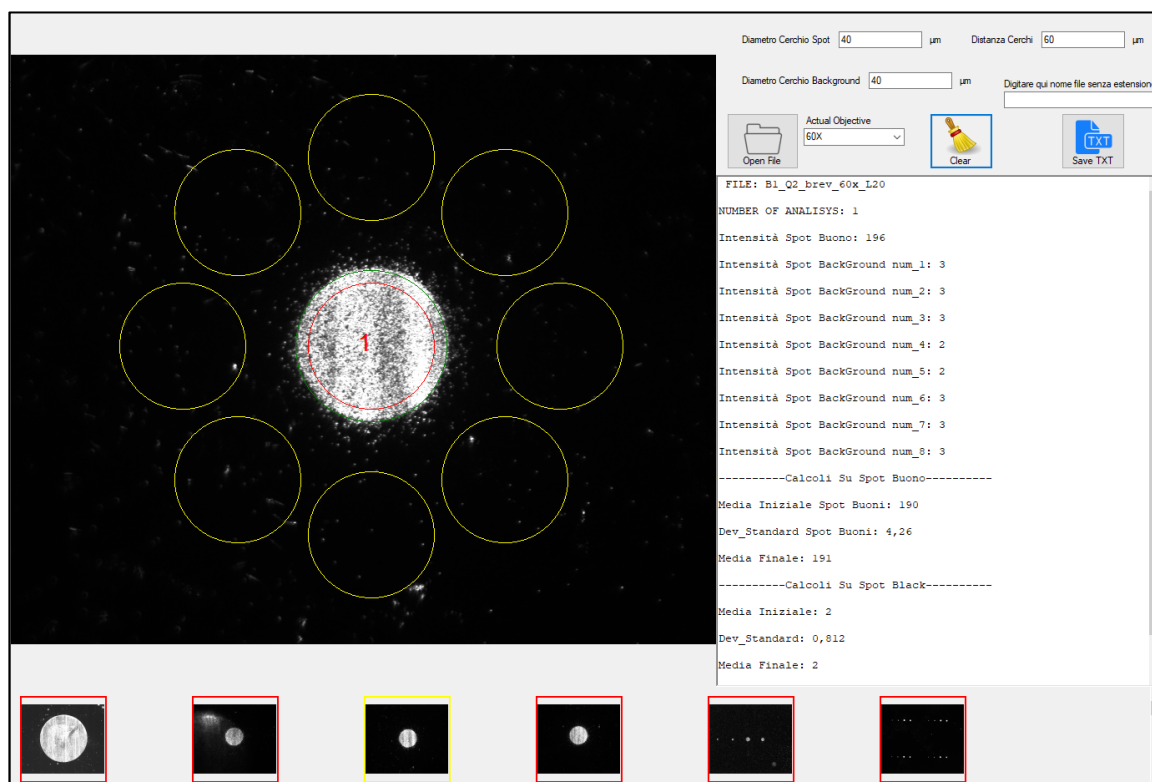 Diametro Cerchio Spot 40 µm Distanza Cerchi 60 µm
Diametro Cerchio Background 40 µm Digitare qui nome file senza estensione
Actual Objective
60X
Open File Clear TXT Save TXT
FILE: B1_Q2_brev_60x_L20
NUMBER OF ANALISYS: 1
Intensità Spot Buono: 196
Intensità Spot BackGround num_1: 3
Intensità Spot BackGround num_2: 3
Intensità Spot BackGround num_3: 3
Intensità Spot BackGround num_4: 2
Intensità Spot BackGround num_5: 2
Intensità Spot BackGround num_6: 3
Intensità Spot BackGround num_7: 3
Intensità Spot BackGround num_8: 3
----------Calcoli Su Spot Buono----------
Media Iniziale Spot Buoni: 190
Dev_Standard Spot Buoni: 4,26
Media Finale: 191
----------Calcoli Su Spot Black----------
Media Iniziale: 2
Dev_Standard: 0,812
Media Finale: 2
1